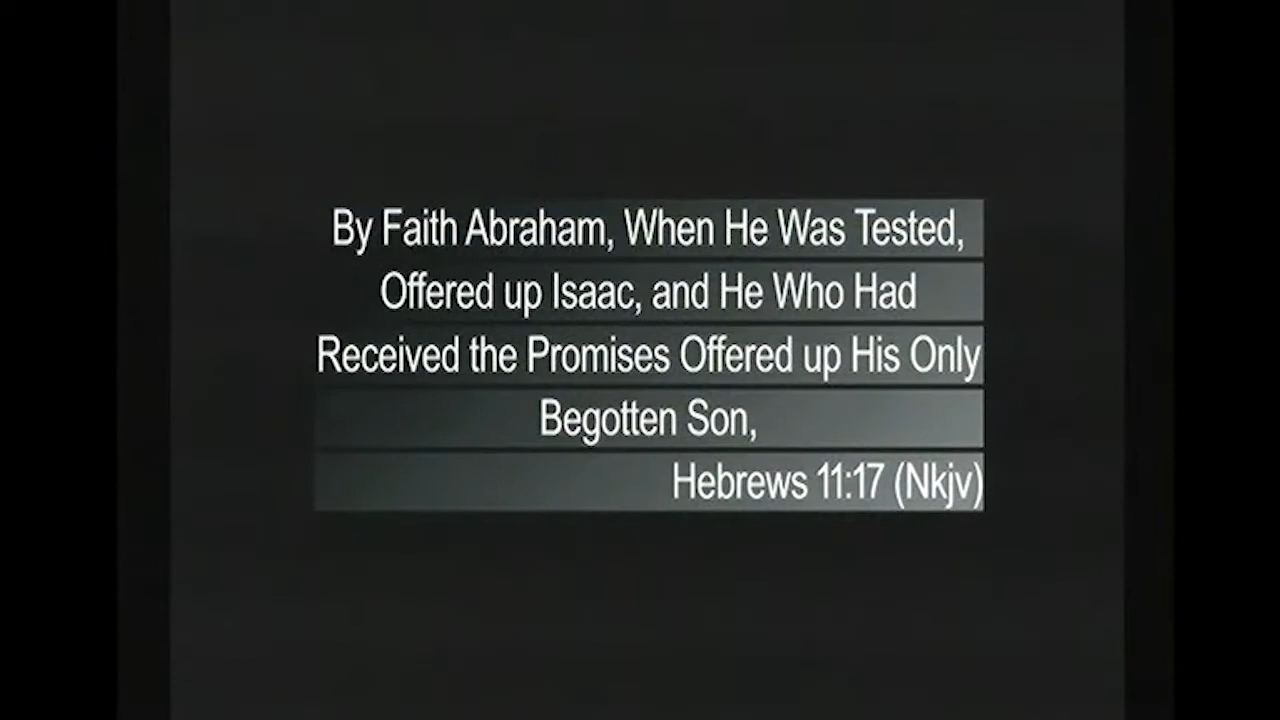 By Faith Abraham, When He Was Tested,
Offered up Isaac, and He Who Had
Received the Promises Offered up His Only
Begotten Son,
Hebrews 11:17 (Nkjv)